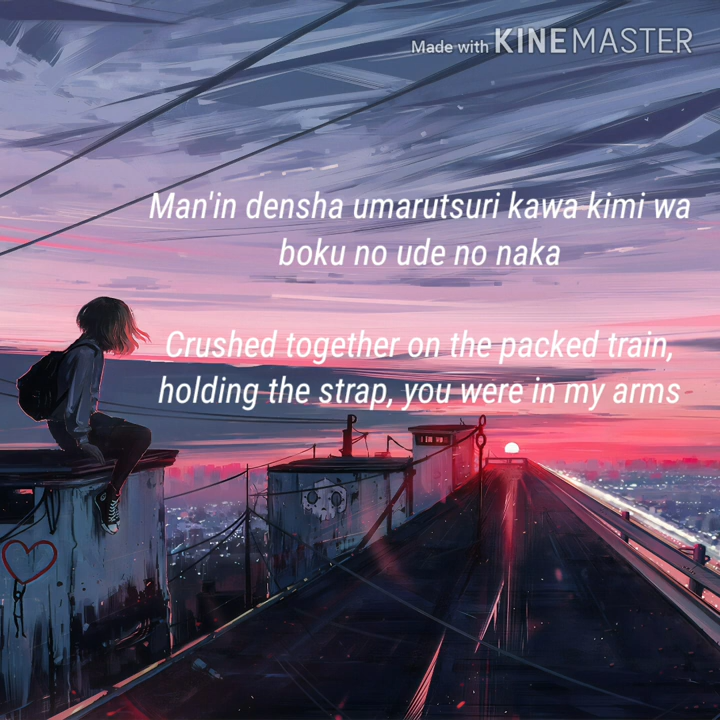 Made with KINEMASTER
Man'in densha umarutsuri kawa kimi wa
boku no ude no naka
Crushed together on the packed train,
holding the strap, you were in my arms